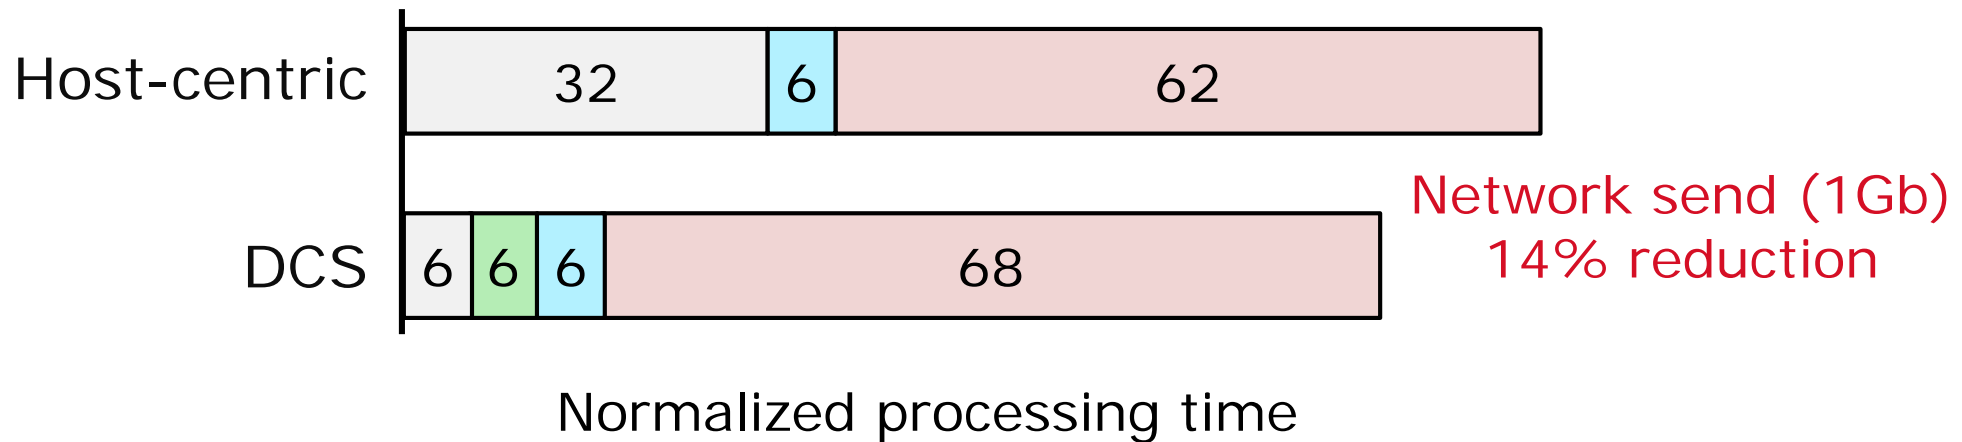 Host-centric 32 6 62
Network send (1Gb)
14% reduction
DCS 6 6 6 68
Normalized processing time